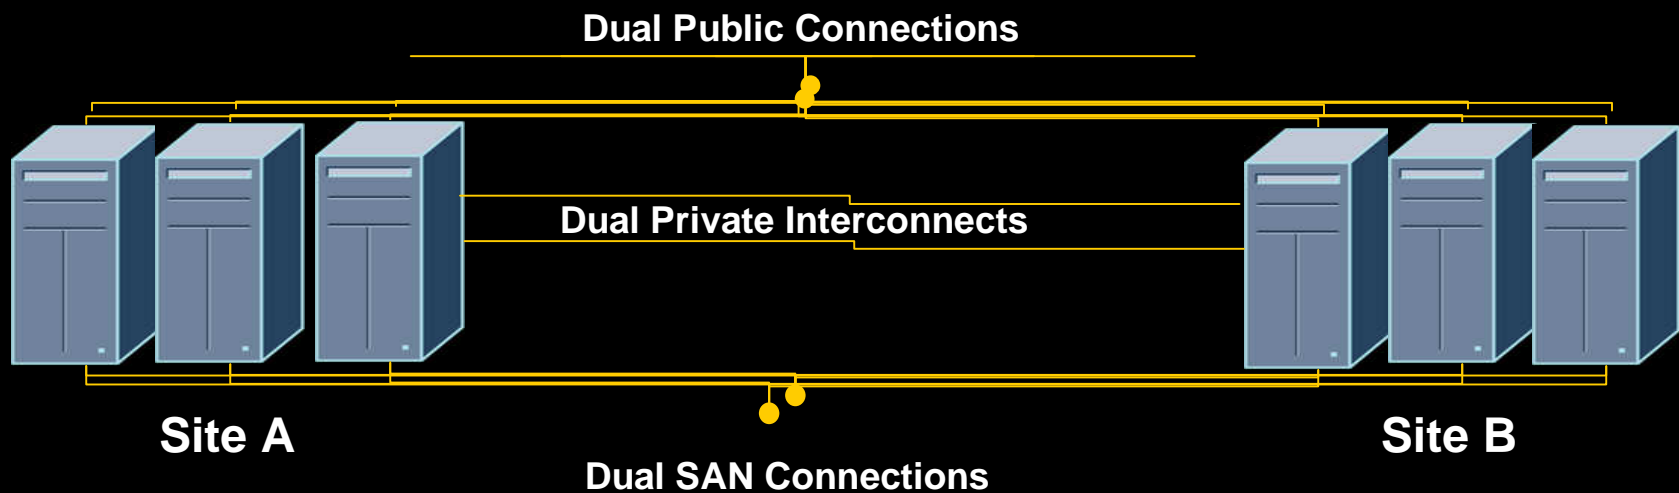 Dual Public Connections
Dual Private Interconnects
Site A
Site B
Dual SAN Connections